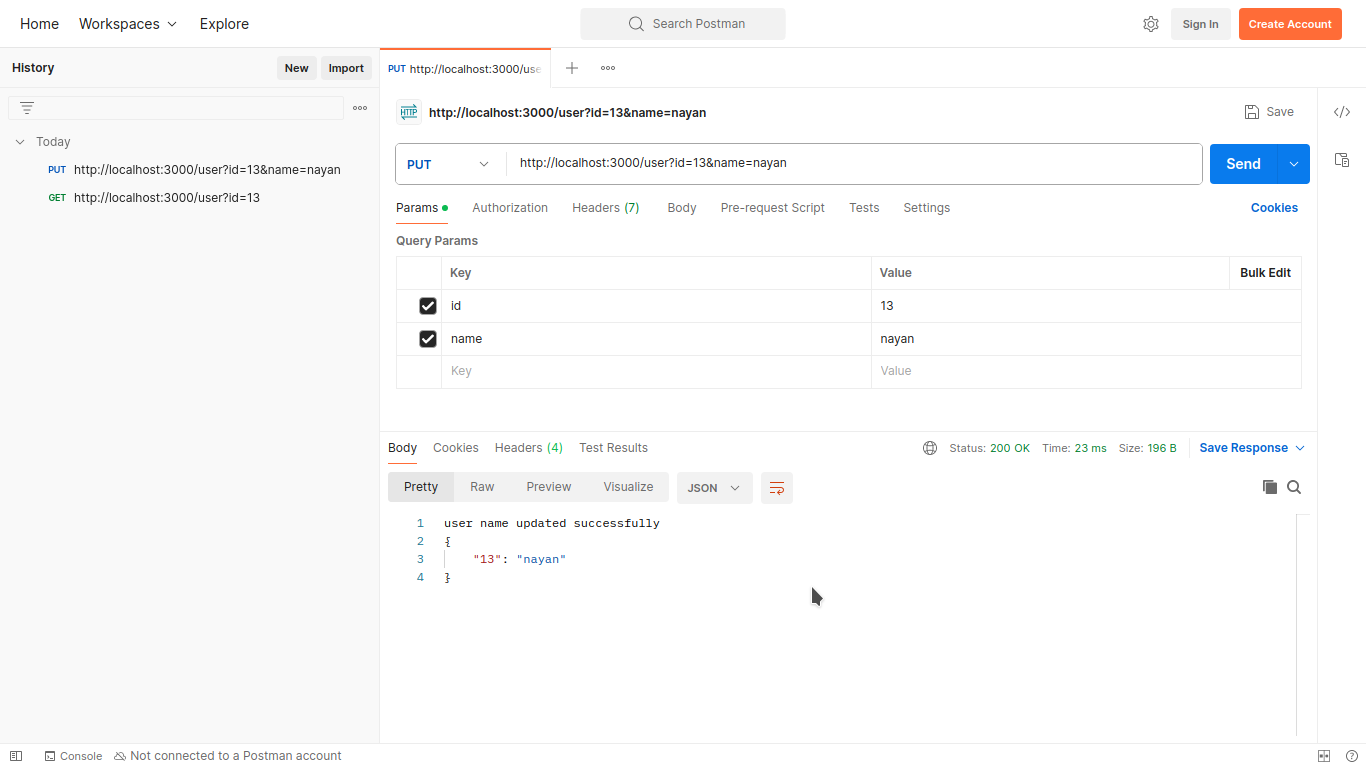 Home Workspaces Explore Search Postman Sign In Create Account
History New Import
PUT http://localhost:3000/use
Today
PUT http://localhost:3000/user?id=13&name=nayan
GET http://localhost:3000/user?id=13
HTTP http://localhost:3000/user?id=13&name=nayan Save
PUT http://localhost:3000/user?id=13&name=nayan Send
Params Authorization Headers (7) Body Pre-request Script Tests Settings Cookies
Query Params
Key Value Bulk Edit
id 13
name nayan
Key Value
Body Cookies Headers (4) Test Results Status: 200 OK Time: 23 ms Size: 196 B Save Response
Pretty Raw Preview Visualize JSON
1 user name updated successfully
2 {
3 "13": "nayan"
4 }
Console Not connected to a Postman account